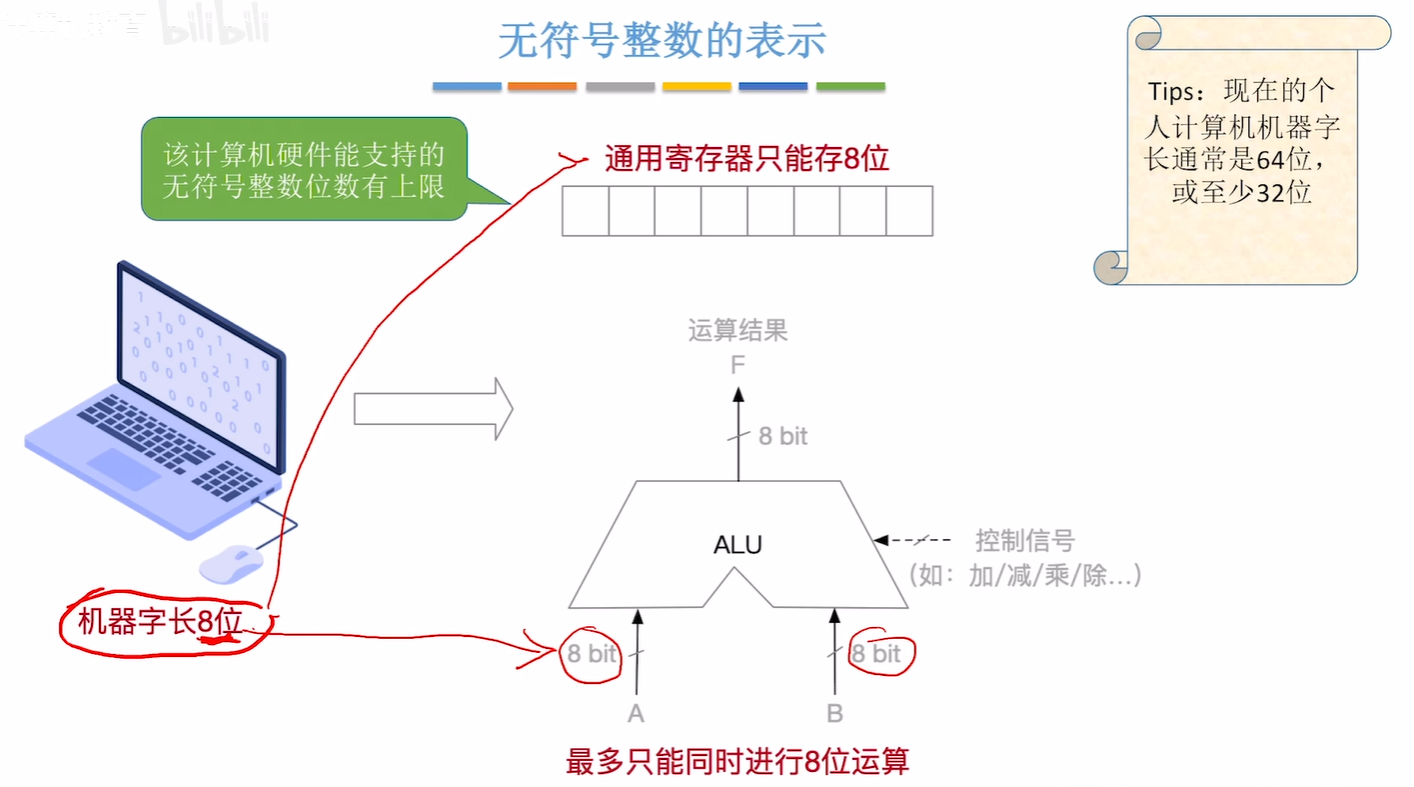 bilibili
无符号整数的表示
该计算机硬件能支持的
无符号整数位数有上限
通用寄存器只能存8位
Tips：现在的个
人计算机机器字
长通常是64位，
或至少32位
运算结果
F
8 bit
ALU
控制信号
（如：加/减/乘/除…）
机器字长8位
8 bit
8 bit
A
B
最多只能同时进行8位运算